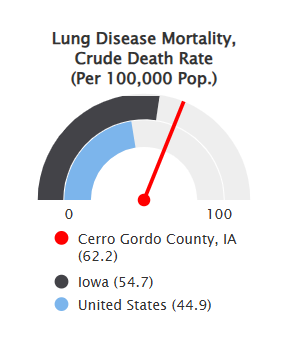 Lung Disease Mortality,
Crude Death Rate
(Per 100,000 Pop.)
0 100
Cerro Gordo County, IA
(62.2)
Iowa (54.7)
United States (44.9)